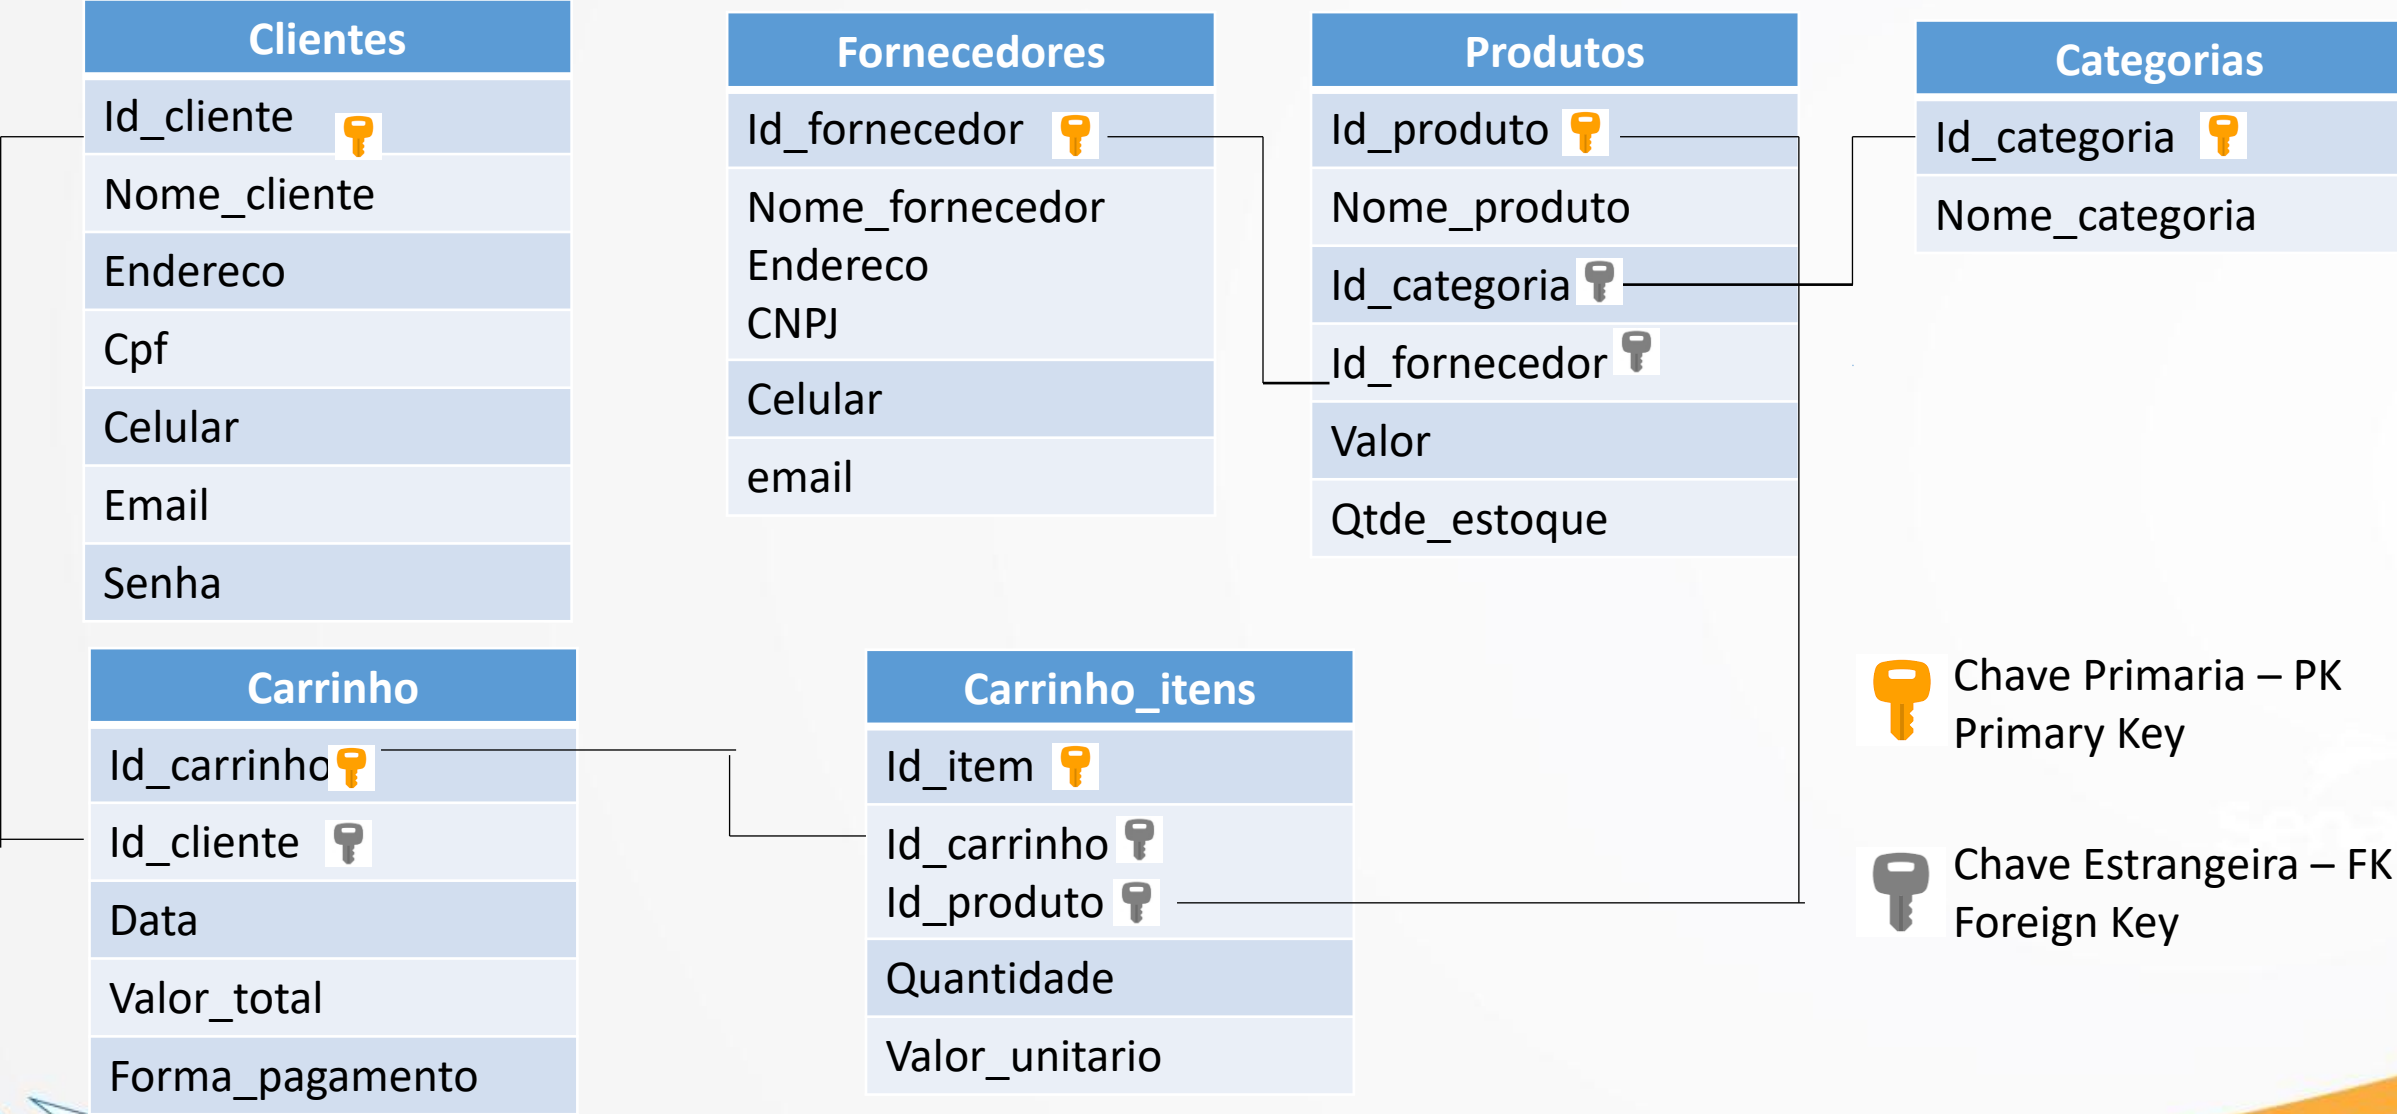 Clientes
Id_cliente
Nome_cliente
Endereco
Cpf
Celular
Email
Senha
Fornecedores
Id_fornecedor
Nome_fornecedor
Endereco
CNPJ
Celular
email
Produtos
Id_produto
Nome_produto
Id_categoria
Id_fornecedor
Valor
Qtde_estoque
Categorias
Id_categoria
Nome_categoria
Carrinho
Id_carrinho
Id_cliente
Data
Valor_total
Forma_pagamento
Carrinho_itens
Id_item
Id_carrinho
Id_produto
Quantidade
Valor_unitario
Chave Primaria – PK
Primary Key
Chave Estrangeira – FK
Foreign Key